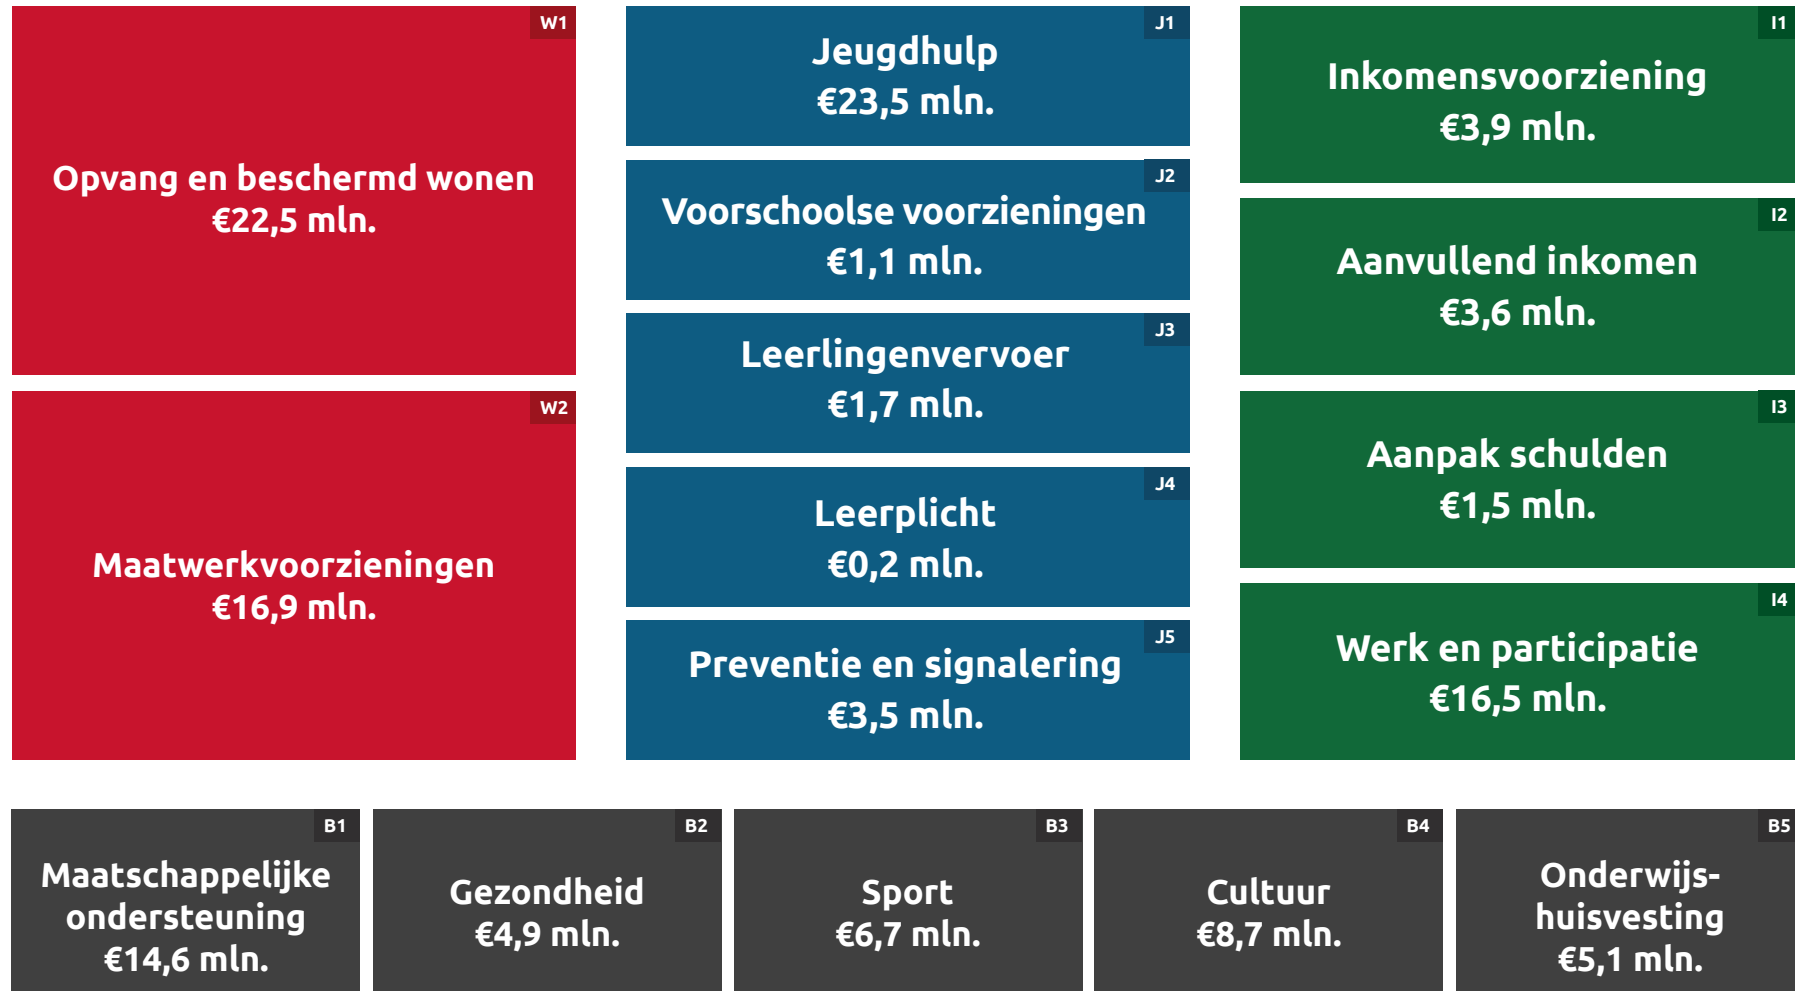 W1
Opvang en beschermd wonen
€22,5 mln.
W2
Maatwerkvoorzieningen
€16,9 mln.
J1
Jeugdhulp
€23,5 mln.
J2
Voorschoolse voorzieningen
€1,1 mln.
J3
Leerlingenvervoer
€1,7 mln.
J4
Leerplicht
€0,2 mln.
J5
Preventie en signalering
€3,5 mln.
I1
Inkomensvoorziening
€3,9 mln.
I2
Aanvullend inkomen
€3,6 mln.
I3
Aanpak schulden
€1,5 mln.
I4
Werk en participatie
€16,5 mln.
B1
Maatschappelijke
ondersteuning
€14,6 mln.
B2
Gezondheid
€4,9 mln.
B3
Sport
€6,7 mln.
B4
Cultuur
€8,7 mln.
B5
Onderwijs-
huisvesting
€5,1 mln.